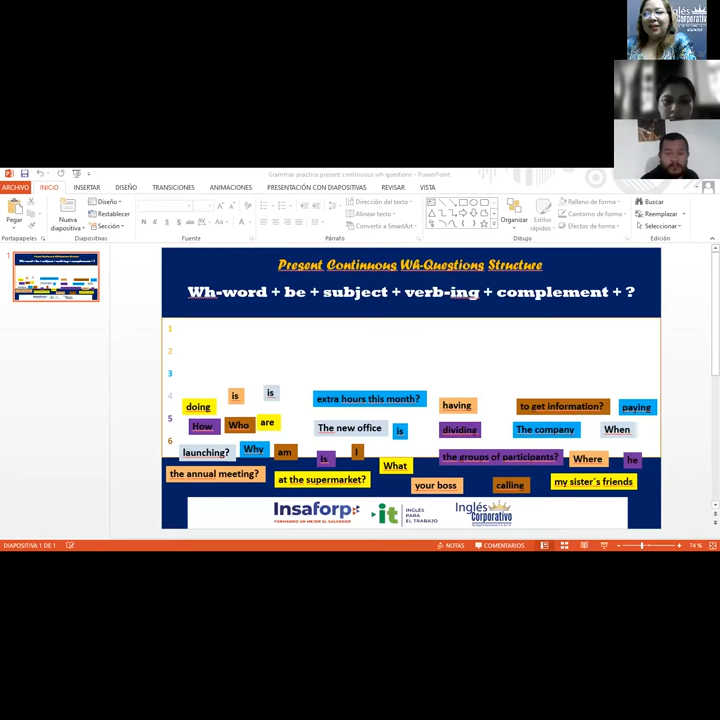 Inglés
Corporativo
Grammar practice present continuous wh questions - PowerPoint
ARCHIVO INICIO INSERTAR DISEÑO TRANSICIONES ANIMACIONES PRESENTACIÓN CON DIAPOSITIVAS REVISAR VISTA
Pegar
Nueva diapositiva
Diseño
Restablecer
Sección
N K S
Dirección del texto
Alinear texto
Convertir a SmartArt
Organizar
Estilos rápidos
Relleno de forma
Contorno de forma
Efectos de forma
Buscar
Reemplazar
Seleccionar
Portapapeles Diapositivas Fuente Párrafo Dibujo Edición
1
Present Continuous Wh-Questions Structure
Wh-word + be + subject + verb-ing + complement + ?
1
2
3
4
5
6
is is
extra hours this month?
doing
having
to get information?
paying
How Who are
The new office is
dividing
The company
When
launching? Why am is I
the groups of participants?
Where he
the annual meeting?
at the supermarket?
What
your boss
calling
my sister´s friends
Insaforp
FORMANDO UN MEJOR EL SALVADOR
it
INGLÉS
PARA
EL TRABAJO
Inglés
Corporativo
DIAPOSITIVA 1 DE 1
NOTAS COMENTARIOS 74 %